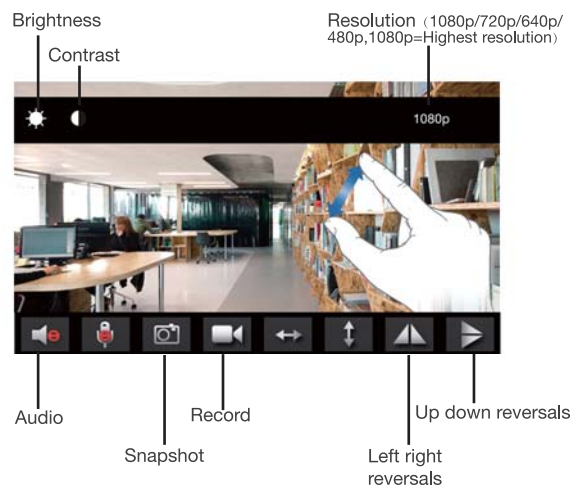 Brightness
Contrast
Resolution（1080p/720p/640p/
480p,1080p=Highest resolution）
1080p
Audio
Snapshot
Record
Left right
reversals
Up down reversals